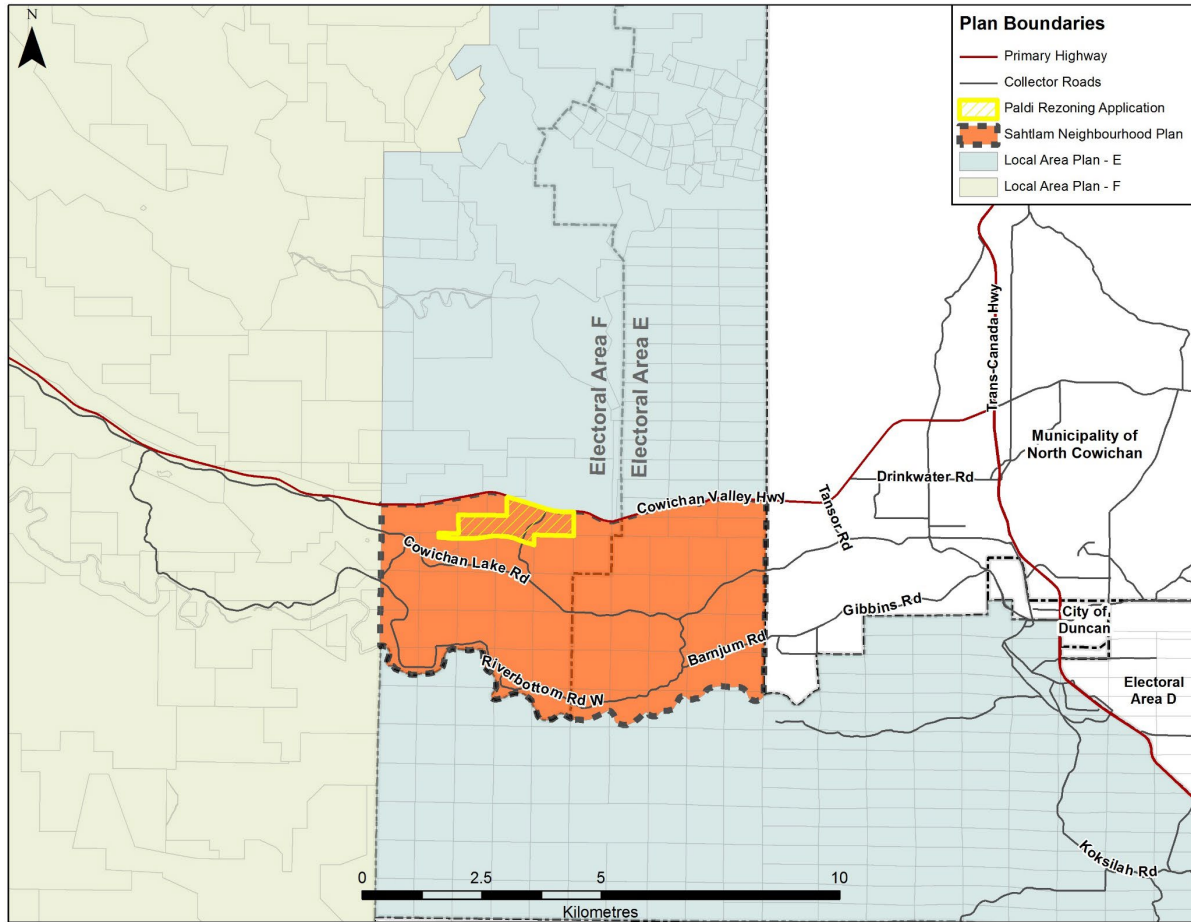 N
Plan Boundaries
Primary Highway
Collector Roads
Paldi Rezoning Application
Sahtlam Neighbourhood Plan
Local Area Plan - E
Local Area Plan - F
Electoral Area F
Electoral Area E
Trans-Canada Hwy
Municipality of
North Cowichan
Drinkwater Rd
Tansor Rd
Cowichan Valley Hwy
Cowichan Lake Rd
Gibbins Rd
City of
Duncan
Barnjum Rd
Riverbottom Rd W
Electoral
Area D
Koksilah Rd
0 2.5 5 10
Kilometres